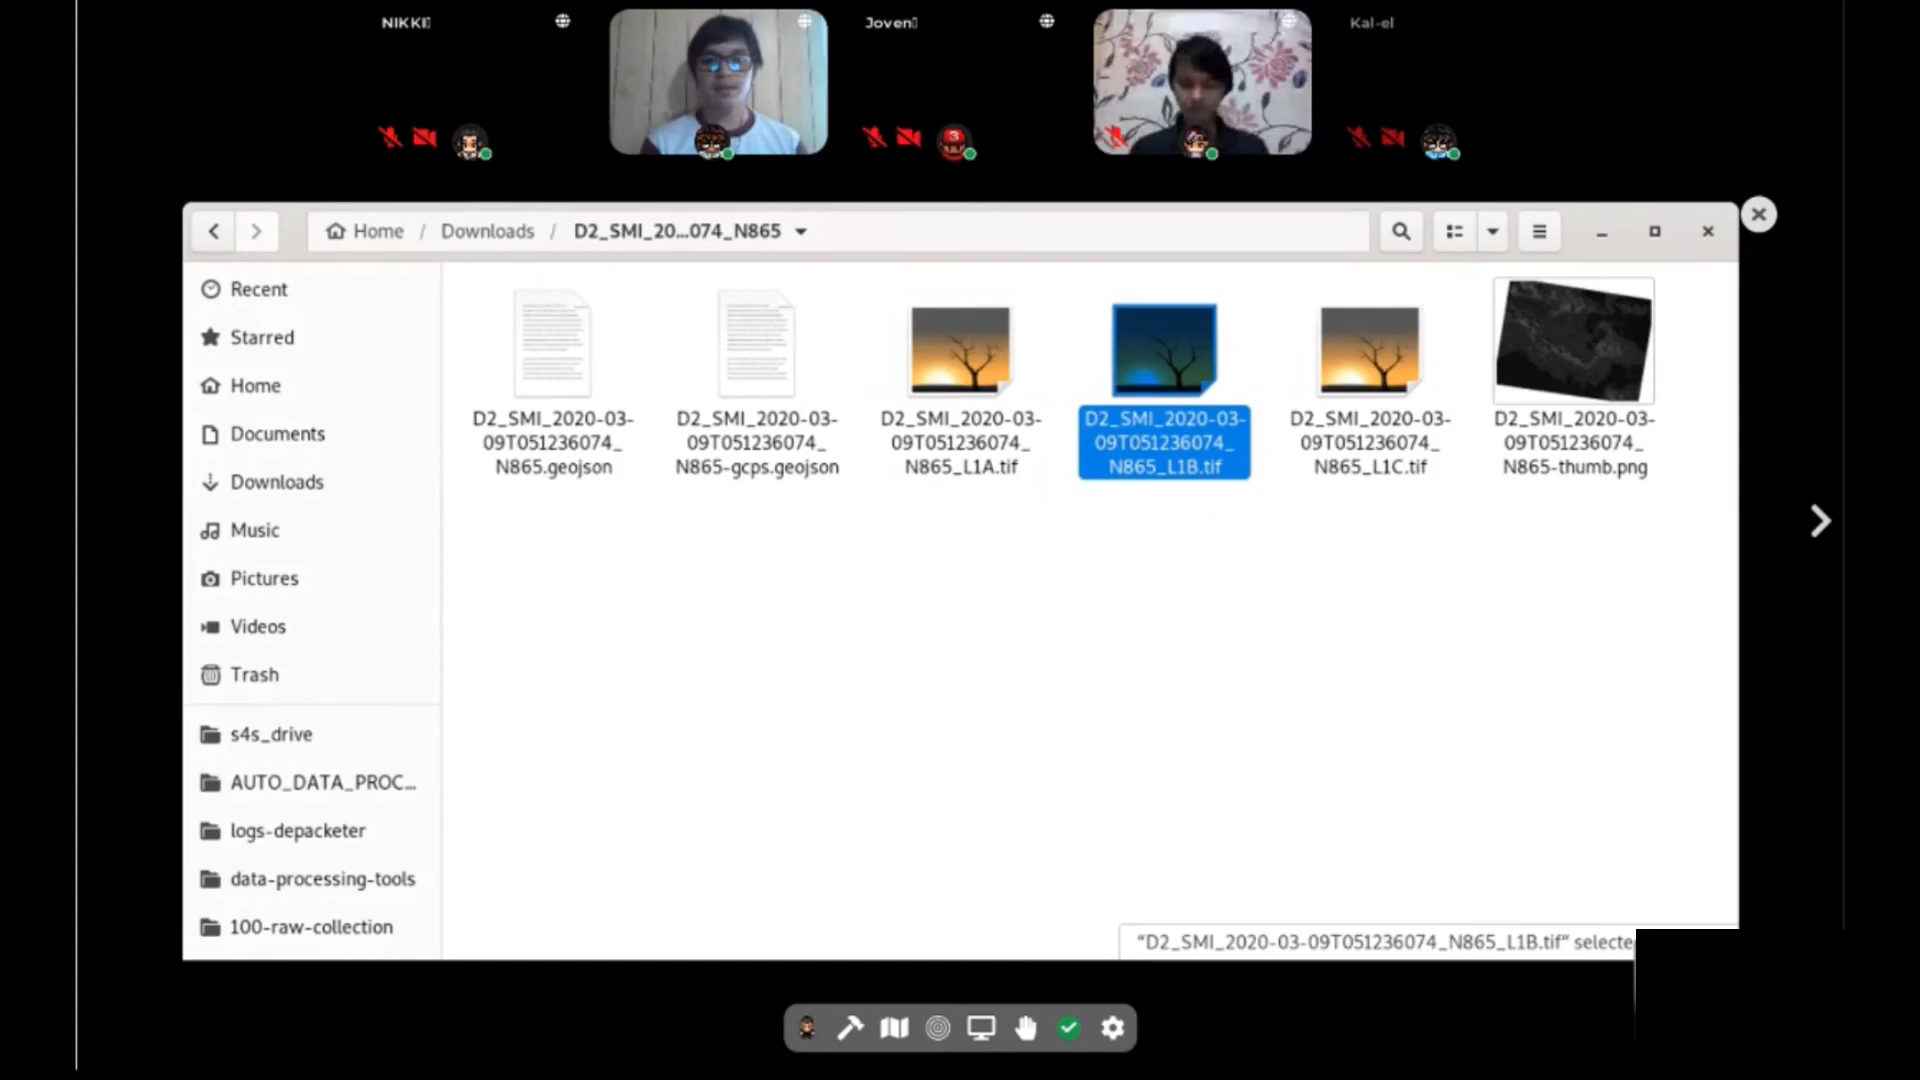 NIKKI
Joven
Kal-el
Home / Downloads / D2_SMI_20...074_N865
Recent
Starred
Home
Documents
Downloads
Music
Pictures
Videos
Trash
s4s_drive
AUTO_DATA_PROC...
logs-depacketer
data-processing-tools
100-raw-collection
D2_SMI_2020-03-
09T051236074_
N865.geojson
D2_SMI_2020-03-
09T051236074_
N865-gcps.geojson
D2_SMI_2020-03-
09T051236074_
N865_L1A.tif
D2_SMI_2020-03-
09T051236074_
N865_L1B.tif
D2_SMI_2020-03-
09T051236074_
N865_L1C.tif
D2_SMI_2020-03-
09T051236074_
N865-thumb.png
“D2_SMI_2020-03-09T051236074_N865_L1B.tif” selecte